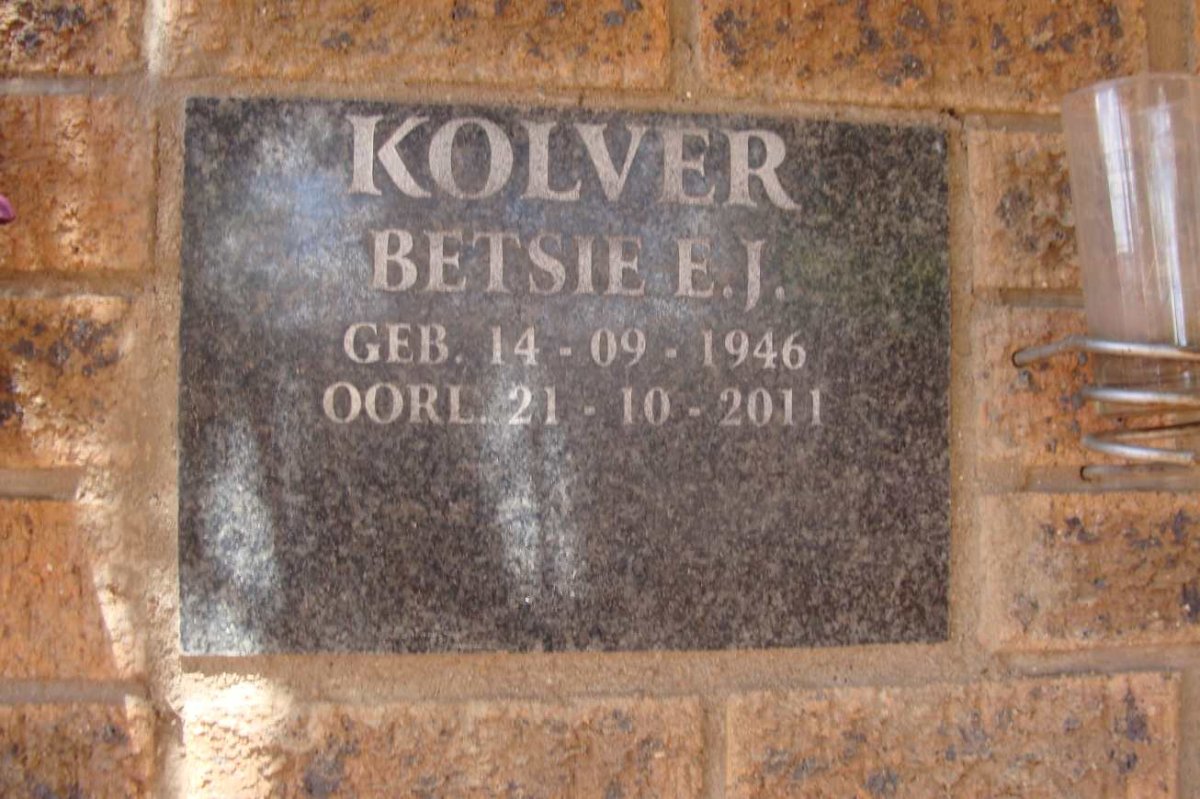 KOLVER
BETSIE E.J.
GEB. 14 - 09 - 1946
OORL. 21 - 10 - 2011